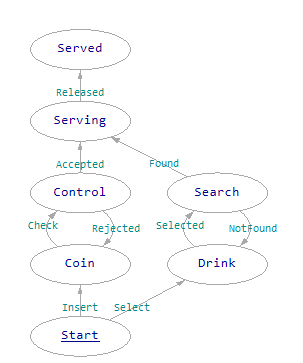 Served
Released
Serving
Accepted
Found
Control
Search
Check
Rejected
Selected
NotFound
Coin
Drink
Insert
Select
Start